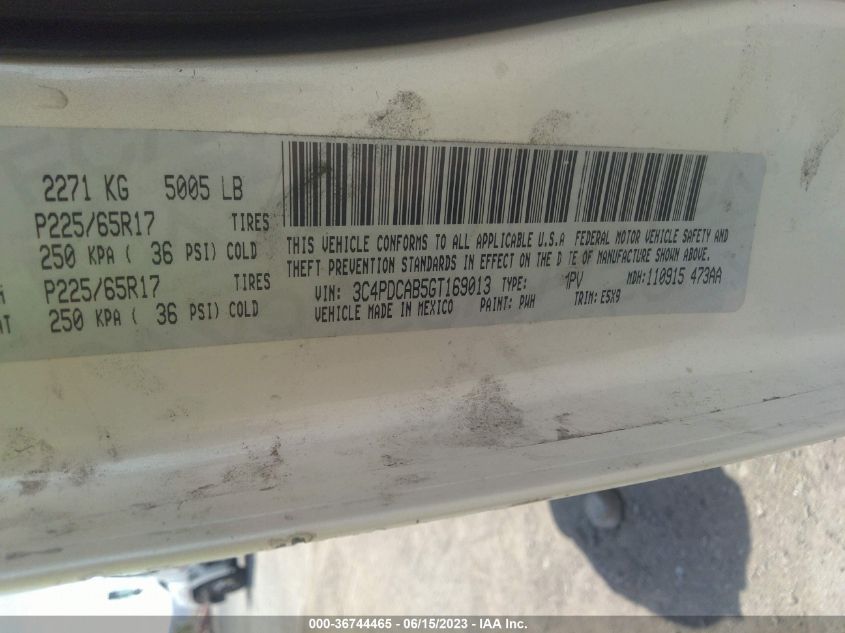 2271 KG 5005 LB
P225/65R17 TIRES
250 KPA ( 36 PSI) COLD
P225/65R17 TIRES
250 KPA ( 36 PSI) COLD
THIS VEHICLE CONFORMS TO ALL APPLICABLE U.S.A FEDERAL MOTOR VEHICLE SAFETY AND
THEFT PREVENTION STANDARDS IN EFFECT ON THE D TE OF MANUFACTURE SHOWN ABOVE.
VIN: 3C4PDCAB5GT169013 TYPE: 1PV MDH: 110915 473AA
VEHICLE MADE IN MEXICO PAINT: PWH TRIM: E5X9
000-36744465 - 06/15/2023 - IAA Inc.